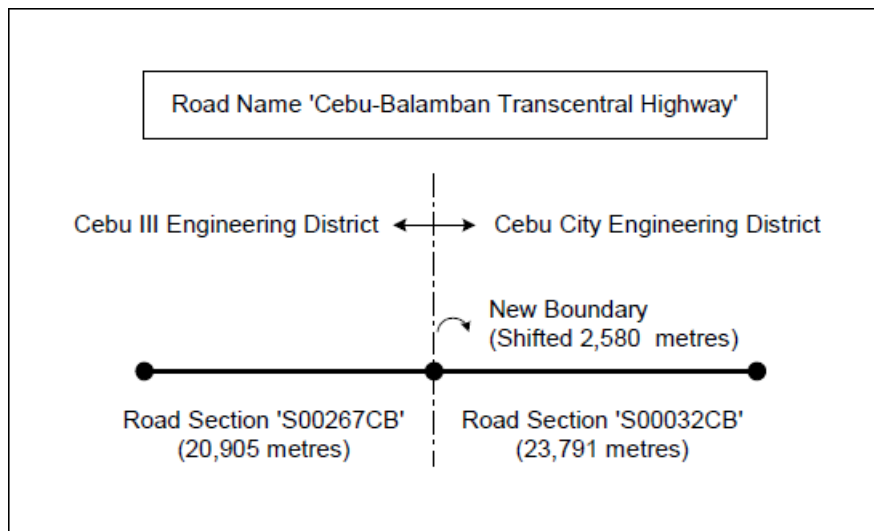 Road Name 'Cebu-Balamban Transcentral Highway'
Cebu III Engineering District
Cebu City Engineering District
New Boundary
(Shifted 2,580 metres)
Road Section 'S00267CB'
(20,905 metres)
Road Section 'S00032CB'
(23,791 metres)